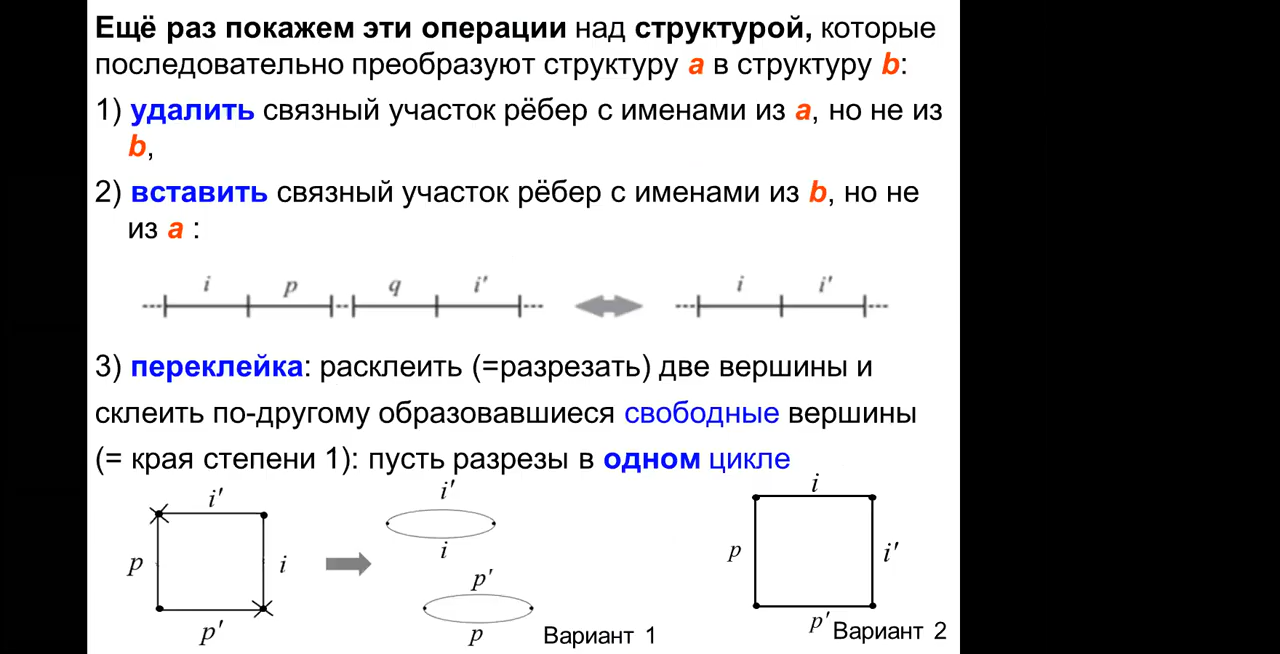 Ещё раз покажем эти операции над структурой, которые
последовательно преобразуют структуру a в структуру b:
1) удалить связный участок рёбер с именами из a, но не из
b,
2) вставить связный участок рёбер с именами из b, но не
из a :
i p q i' i i'
3) переклейка: расклеить (=разрезать) две вершины и
склеить по-другому образовавшиеся свободные вершины
(= края степени 1): пусть разрезы в одном цикле
i' i' i
p i i p i'
p'
p' p Вариант 1 p' Вариант 2